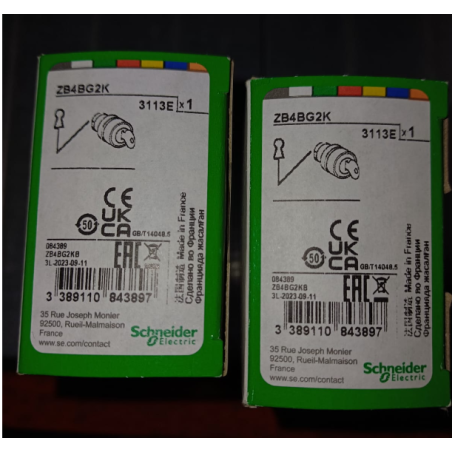 ZB4BG2K
3113E x1
CE
50
UK
CA
GB/T14048.5
EAC
084389
ZB4BG2KB
3L-2023-09-11
3 389110 843897
法国制造 Made in France
Сделано во Франции
Францияда жасалған
35 Rue Joseph Monier
92500, Rueil-Malmaison
France
www.se.com/contact
Schneider
Electric
ZB4BG2K
3113E x1
CE
50
UK
CA
GB/T14048.5
EAC
084389
ZB4BG2KB
3L-2023-09-11
3 389110 843897
法国制造 Made in France
Сделано во Франции
Францияда жасалған
35 Rue Joseph Monier
92500, Rueil-Malmaison
France
www.se.com/contact
Schneider
Electric